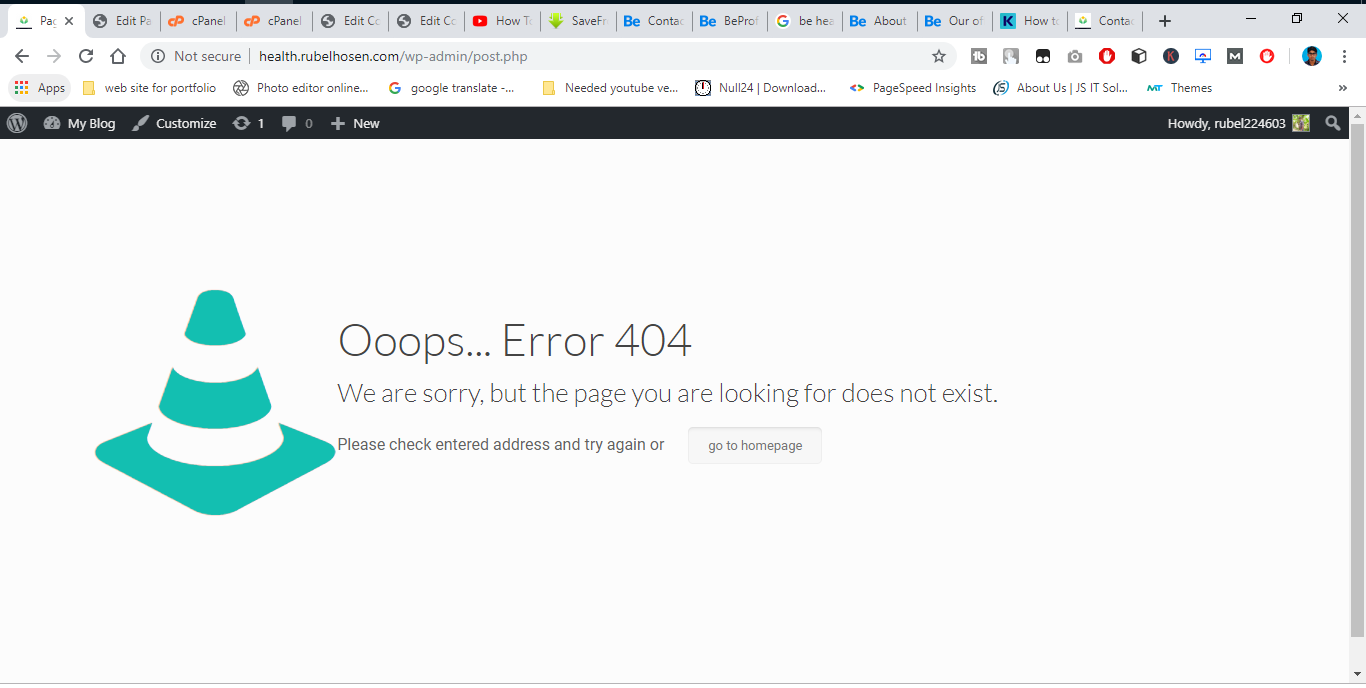 Pag
Edit Pa
cPanel
cPanel
Edit Co
Edit Co
How To
SaveFr
Be Contac
Be BeProf
be hea
Be About
Be Our of
K How to
Contac
Not secure health.rubelhosen.com/wp-admin/post.php
Apps web site for portfolio Photo editor online... google translate -... Needed youtube ve... Null24 | Download... PageSpeed Insights About Us | JS IT Sol... Themes »
My Blog Customize 1 0 New Howdy, rubel224603
Ooops... Error 404
We are sorry, but the page you are looking for does not exist.
Please check entered address and try again or go to homepage